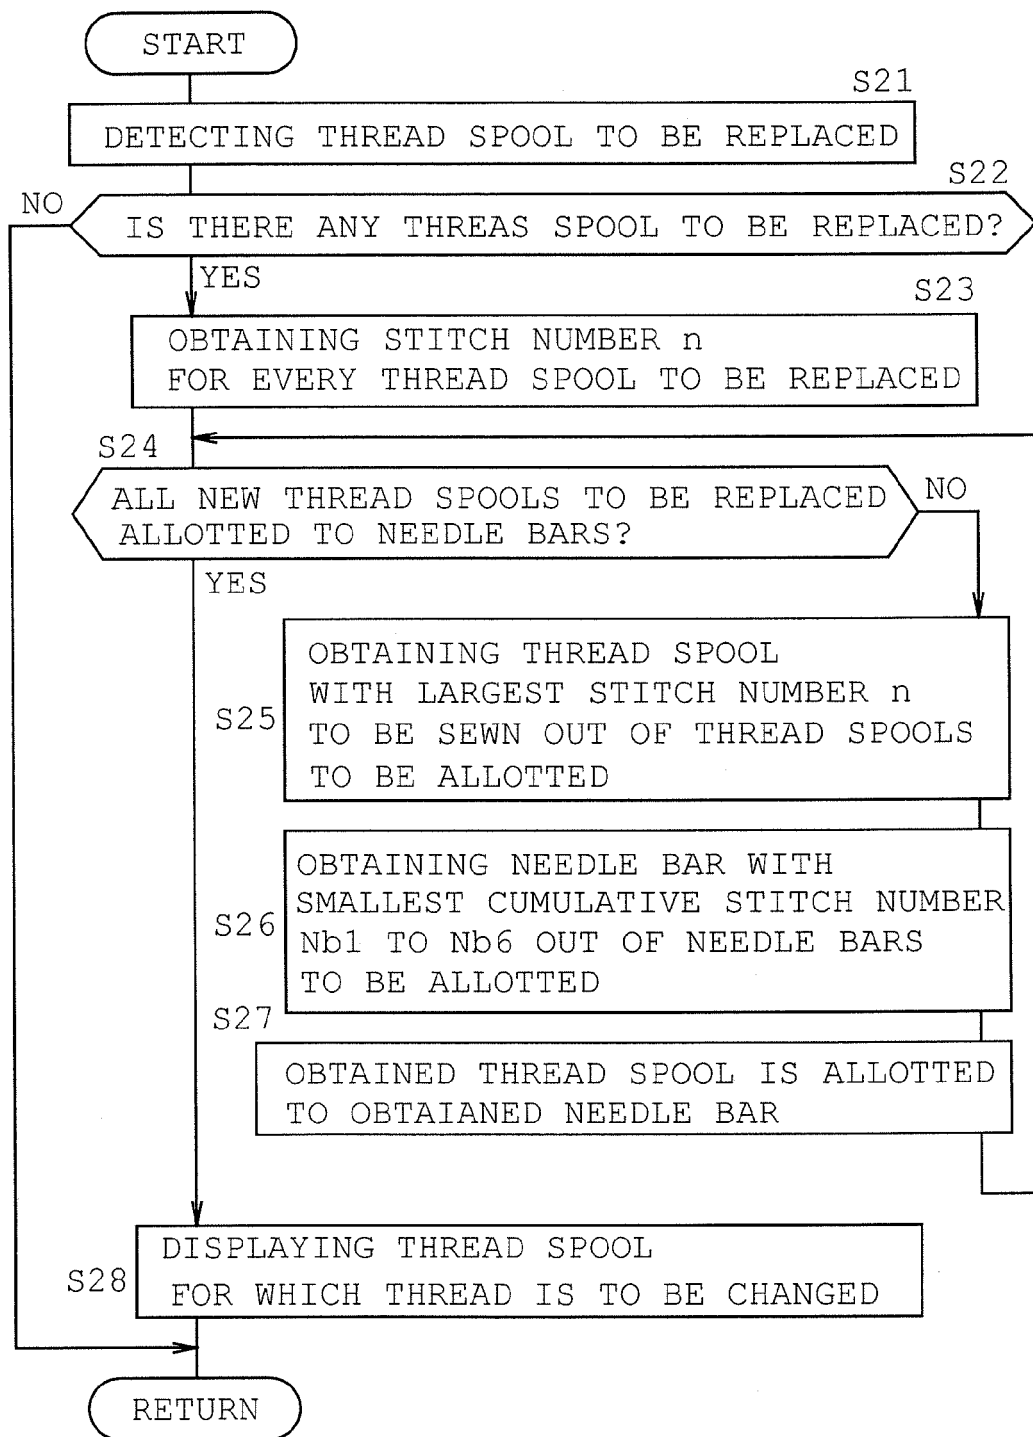 START
S21
DETECTING THREAD SPOOL TO BE REPLACED
S22
NO
IS THERE ANY THREAS SPOOL TO BE REPLACED?
YES
S23
OBTAINING STITCH NUMBER n
FOR EVERY THREAD SPOOL TO BE REPLACED
S24
ALL NEW THREAD SPOOLS TO BE REPLACED
ALLOTTED TO NEEDLE BARS?
NO
YES
S25
OBTAINING THREAD SPOOL
WITH LARGEST STITCH NUMBER n
TO BE SEWN OUT OF THREAD SPOOLS
TO BE ALLOTTED
S26
OBTAINING NEEDLE BAR WITH
SMALLEST CUMULATIVE STITCH NUMBER
Nb1 TO Nb6 OUT OF NEEDLE BARS
TO BE ALLOTTED
S27
OBTAINED THREAD SPOOL IS ALLOTTED
TO OBTAIANED NEEDLE BAR
S28
DISPLAYING THREAD SPOOL
FOR WHICH THREAD IS TO BE CHANGED
RETURN